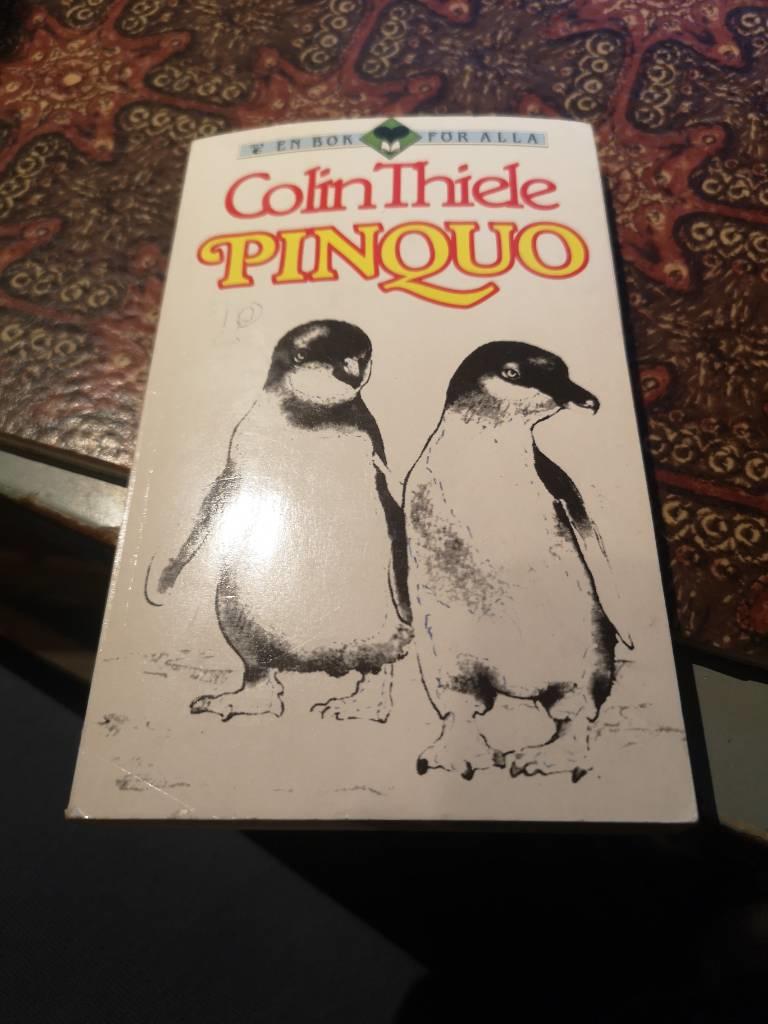 EN BOK FÖR ALLA
Colin Thiele
PINQUO
10